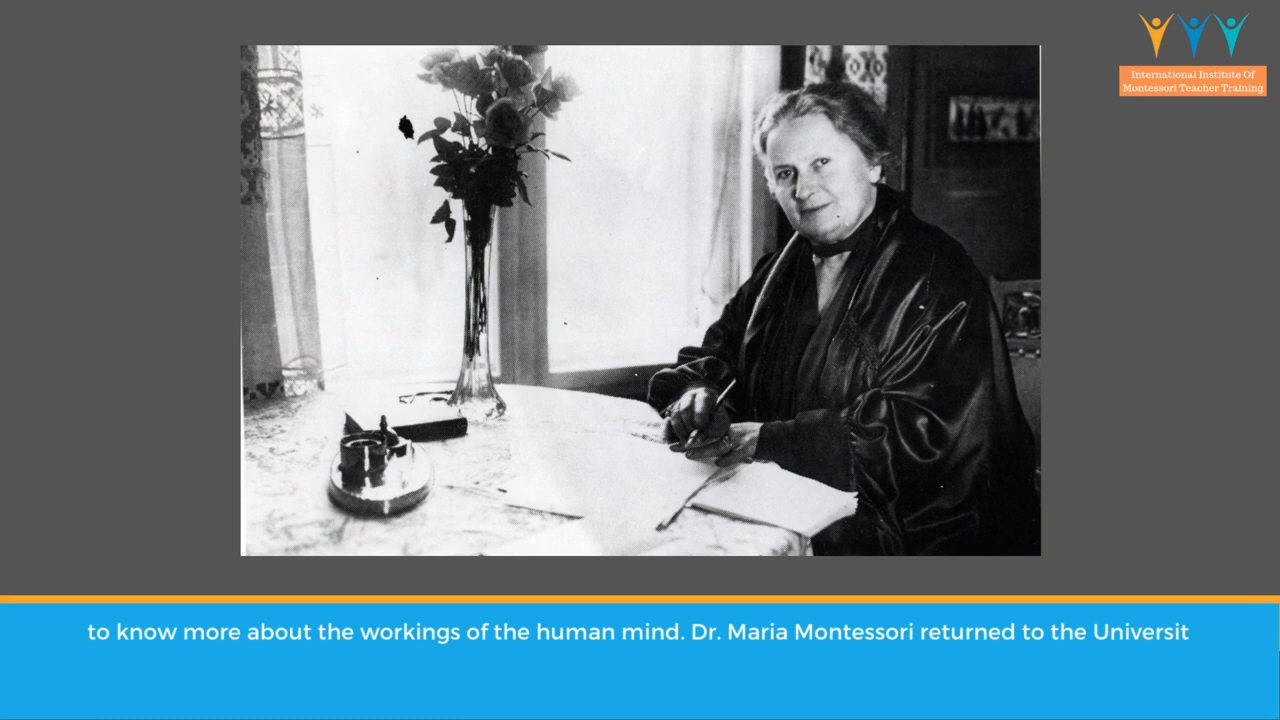 International Institute Of
Montessori Teacher Training
to know more about the workings of the human mind. Dr. Maria Montessori returned to the Universit